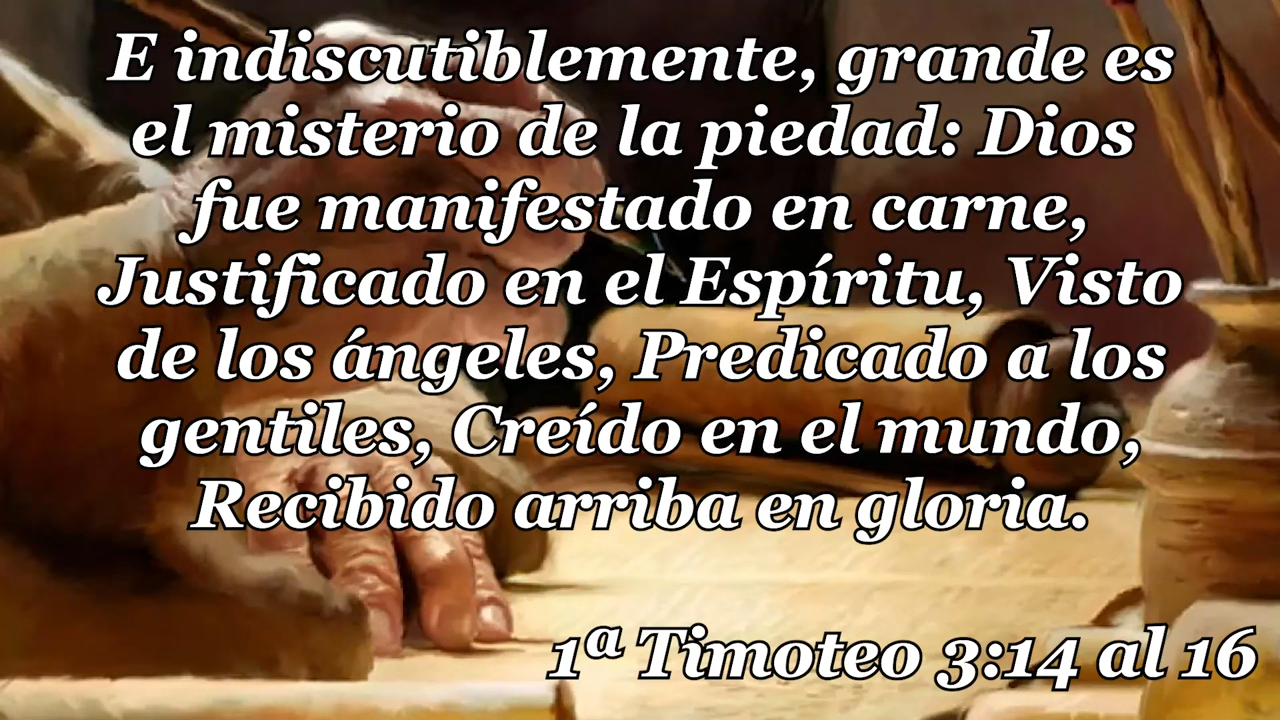 E indiscutiblemente, grande es
el misterio de la piedad: Dios
fue manifestado en carne,
Justificado en el Espíritu, Visto
de los ángeles, Predicado a los
gentiles, Creído en el mundo,
Recibido arriba en gloria.
1ª Timoteo 3:14 al 16